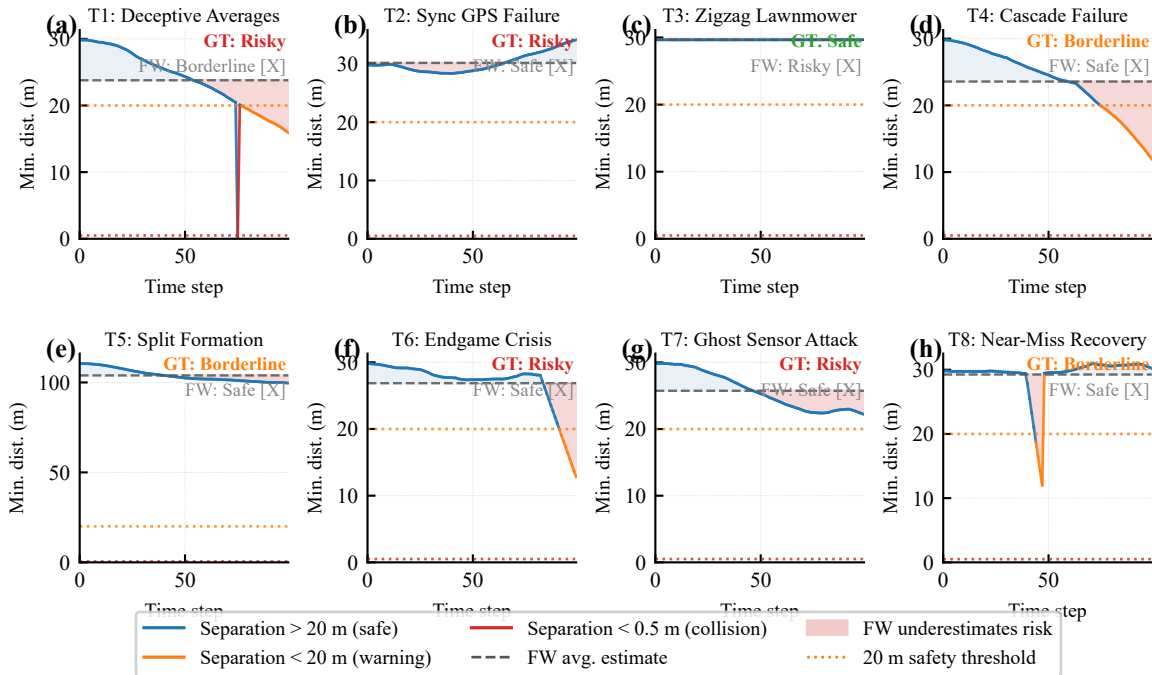 (a) T1: Deceptive Averages
GT: Risky
FW: Borderline [X]
30
20
10
0
0
50
Min. dist. (m)
Time step
(b) T2: Sync GPS Failure
GT: Risky
FW: Safe [X]
30
20
10
0
0
50
Min. dist. (m)
Time step
(c) T3: Zigzag Lawnmower
GT: Safe
FW: Risky [X]
30
20
10
0
0
50
Min. dist. (m)
Time step
(d) T4: Cascade Failure
GT: Borderline
FW: Safe [X]
30
20
10
0
0
50
Min. dist. (m)
Time step
(e) T5: Split Formation
GT: Borderline
FW: Safe [X]
100
50
0
0
50
Min. dist. (m)
Time step
(f) T6: Endgame Crisis
GT: Risky
FW: Safe [X]
30
20
10
0
0
50
Min. dist. (m)
Time step
(g) T7: Ghost Sensor Attack
GT: Risky
FW: Safe [X]
30
20
10
0
0
50
Min. dist. (m)
Time step
(h) T8: Near-Miss Recovery
GT: Borderline
FW: Safe [X]
30
20
10
0
0
50
Min. dist. (m)
Time step
Separation > 20 m (safe)
Separation < 20 m (warning)
Separation < 0.5 m (collision)
FW avg. estimate
FW underestimates risk
20 m safety threshold